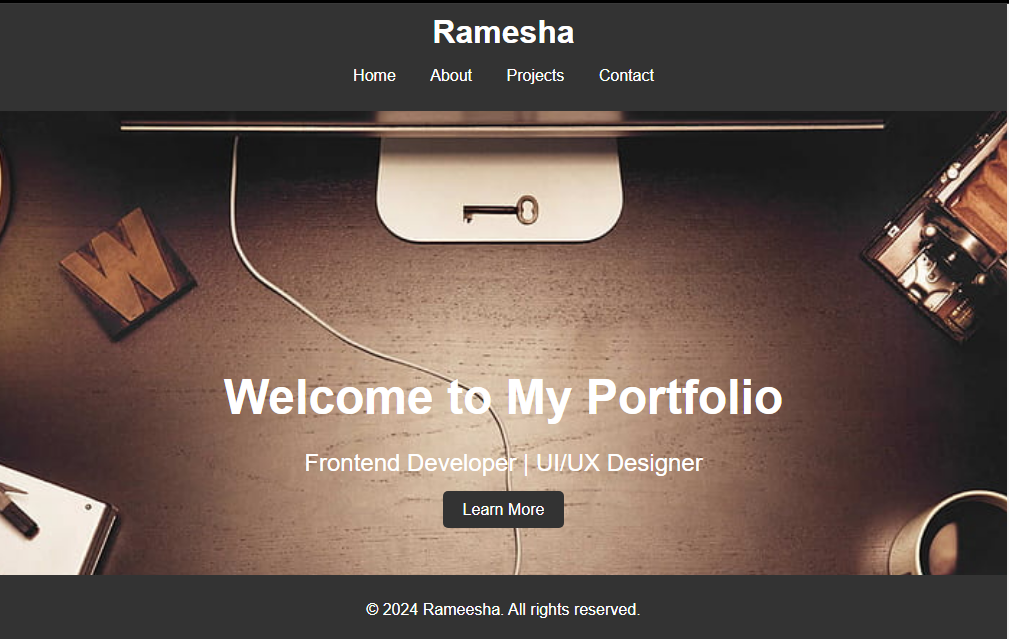 Ramesha
Home About Projects Contact
W
Welcome to My Portfolio
Frontend Developer | UI/UX Designer
Learn More
© 2024 Rameesha. All rights reserved.